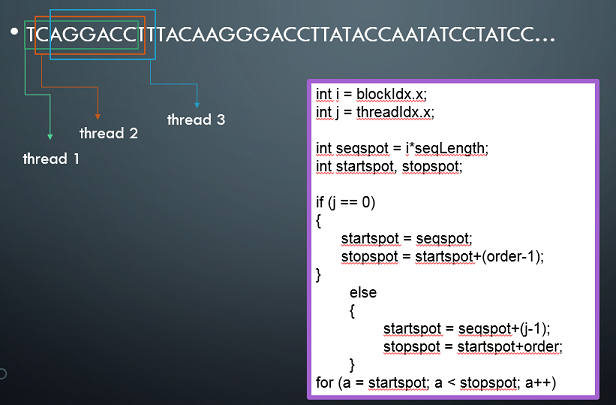 • TCAGGACCTTTACAAGGGACCTTATACCAATATCCTATCC...
thread 1
thread 2
thread 3
int i = blockIdx.x;
int j = threadIdx.x;
int seqspot = i*seqLength;
int startspot, stopspot;
if (j == 0)
{
startspot = seqspot;
stopspot = startspot+(order-1);
}
else
{
startspot = seqspot+(j-1);
stopspot = startspot+order;
}
for (a = startspot; a < stopspot; a++)